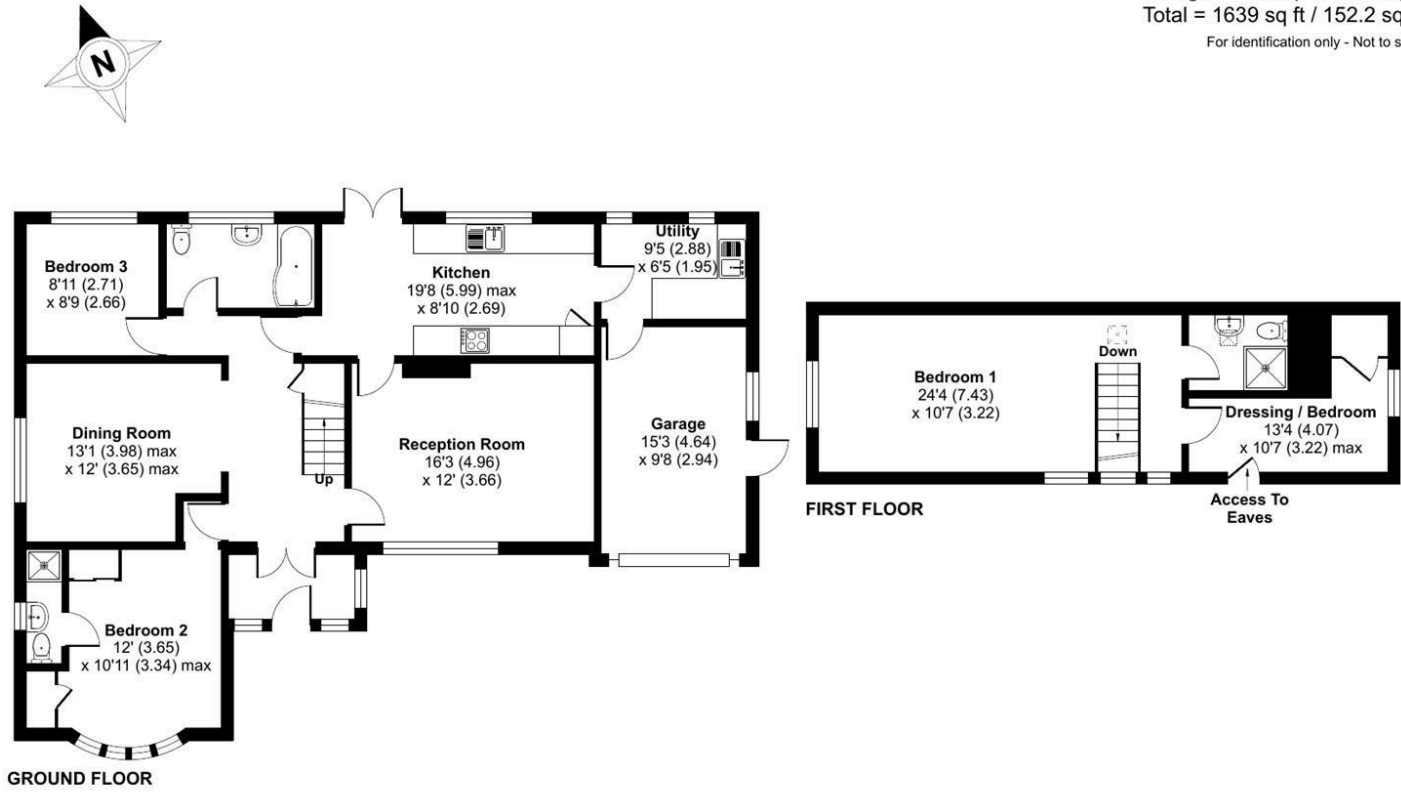 Total = 1639 sq ft / 152.2 sq
For identification only - Not to s
N
Bedroom 3
8'11 (2.71)
x 8'9 (2.66)
Kitchen
19'8 (5.99) max
x 8'10 (2.69)
Utility
9'5 (2.88)
x 6'5 (1.95)
Dining Room
13'1 (3.98) max
x 12' (3.65) max
Up
Reception Room
16'3 (4.96)
x 12' (3.66)
Garage
15'3 (4.64)
x 9'8 (2.94)
Bedroom 2
12' (3.65)
x 10'11 (3.34) max
GROUND FLOOR
Bedroom 1
24'4 (7.43)
x 10'7 (3.22)
Down
Dressing / Bedroom
13'4 (4.07)
x 10'7 (3.22) max
Access To
Eaves
FIRST FLOOR